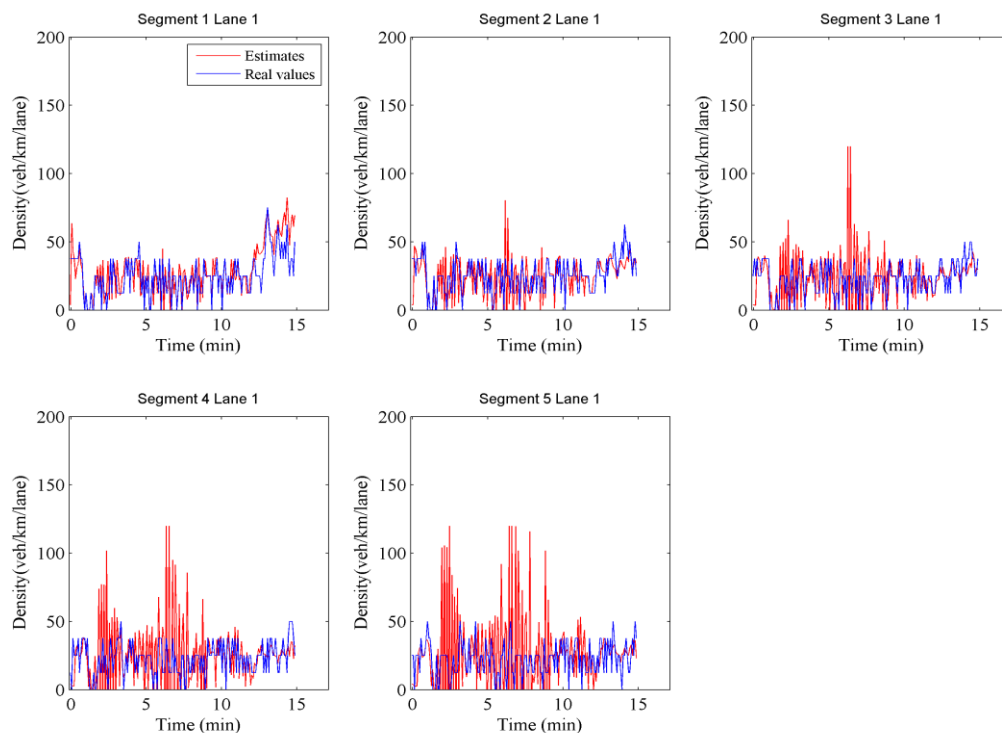 Segment 1 Lane 1
200
150
100
50
0
Density(veh/km/lane)
Estimates
Real values
0 5 10 15
Time (min)
Segment 2 Lane 1
200
150
100
50
0
Density(veh/km/lane)
0 5 10 15
Time (min)
Segment 3 Lane 1
200
150
100
50
0
Density(veh/km/lane)
0 5 10 15
Time (min)
Segment 4 Lane 1
200
150
100
50
0
Density(veh/km/lane)
0 5 10 15
Time (min)
Segment 5 Lane 1
200
150
100
50
0
Density(veh/km/lane)
0 5 10 15
Time (min)